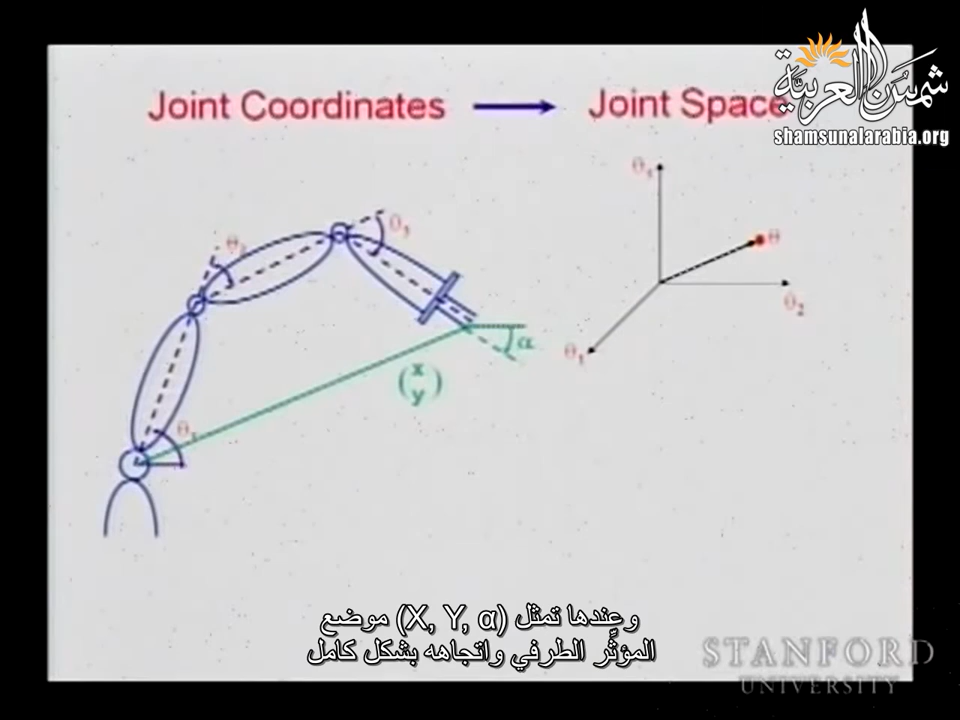 شمس العربية
shamsunalarabia.org
Joint Coordinates → Joint Space
θ₃
θ
θ₂
θ₁
θ₂
θ₃
α
(x
y)
θ₁
وعندها تمثل (X, Y, α) موضع
المؤثِّر الطرفي واتجاهه بشكل كامل
STANFORD
UNIVERSITY